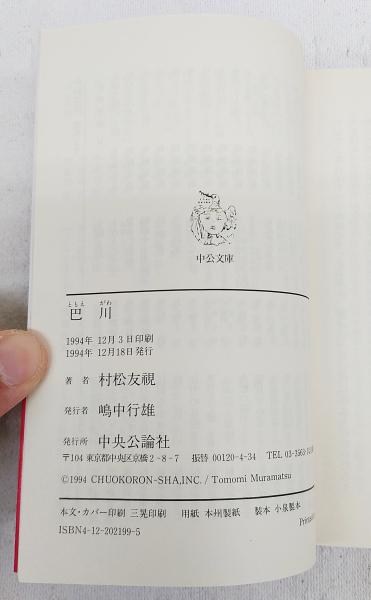 中公文庫
ともえ がわ
巴 川
1994年 12月 3 日印刷
1994年 12月18日発行
著 者 村松友視
発行者 嶋中行雄
発行所 中央公論社
〒104 東京都中央区京橋 2-8-7 振替 00120-4-34 TEL 03-3563-
©1994 CHUOKORON-SHA,INC. / Tomomi Muramatsu
本文・カバー印刷 三晃印刷 用紙 本州製紙 製本 小泉製本
ISBN4-12-202199-5